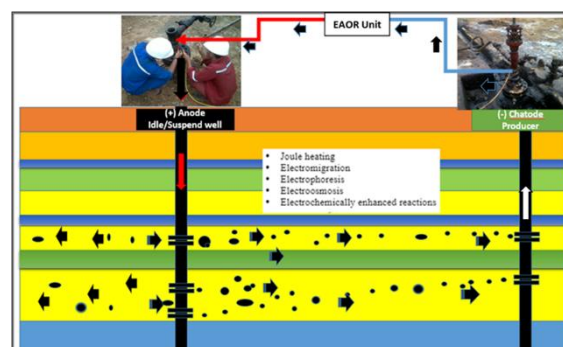 EAOR Unit
(+) Anode
Idle/Suspend well
(-) Chatode
Producer
• Joule heating
• Electromigration
• Electrophoresis
• Electroosmosis
• Electrochemically enhanced reactions